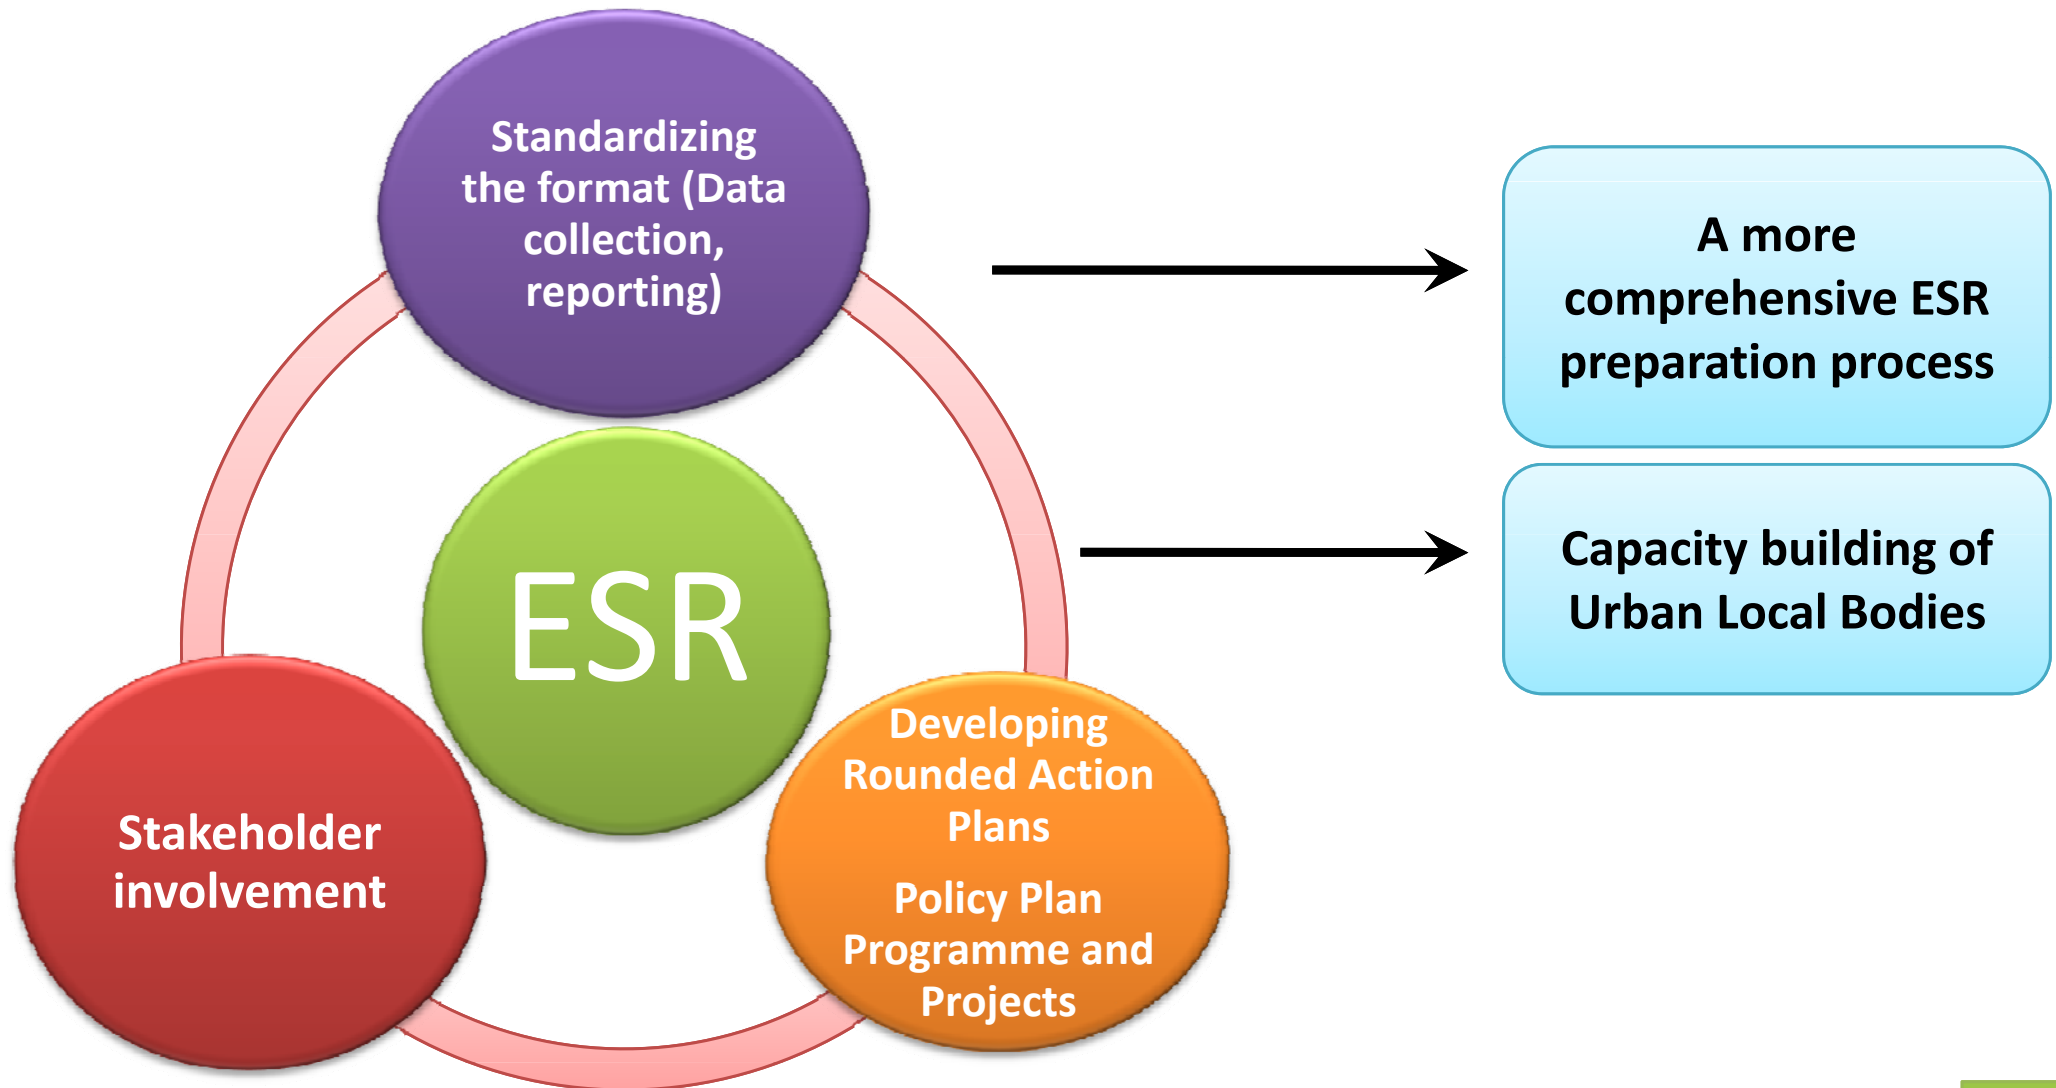 Standardizing
the format (Data
collection,
reporting)
ESR
Stakeholder
involvement
Developing
Rounded Action
Plans
Policy Plan
Programme and
Projects
A more
comprehensive ESR
preparation process
Capacity building of
Urban Local Bodies